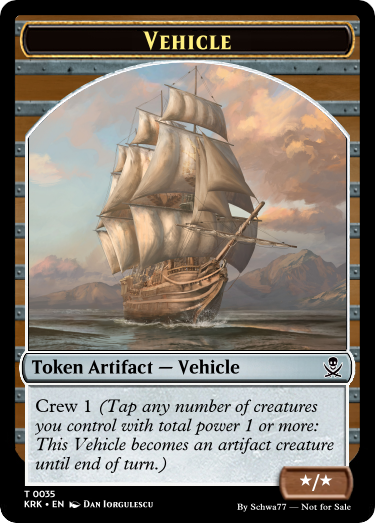 VEHICLE
Token Artifact — Vehicle
Crew 1 (Tap any number of creatures
you control with total power 1 or more:
This Vehicle becomes an artifact creature
until end of turn.)
★/★
T 0035
KRK • EN DAN IORGULESCU
By Schwa77 — Not for Sale